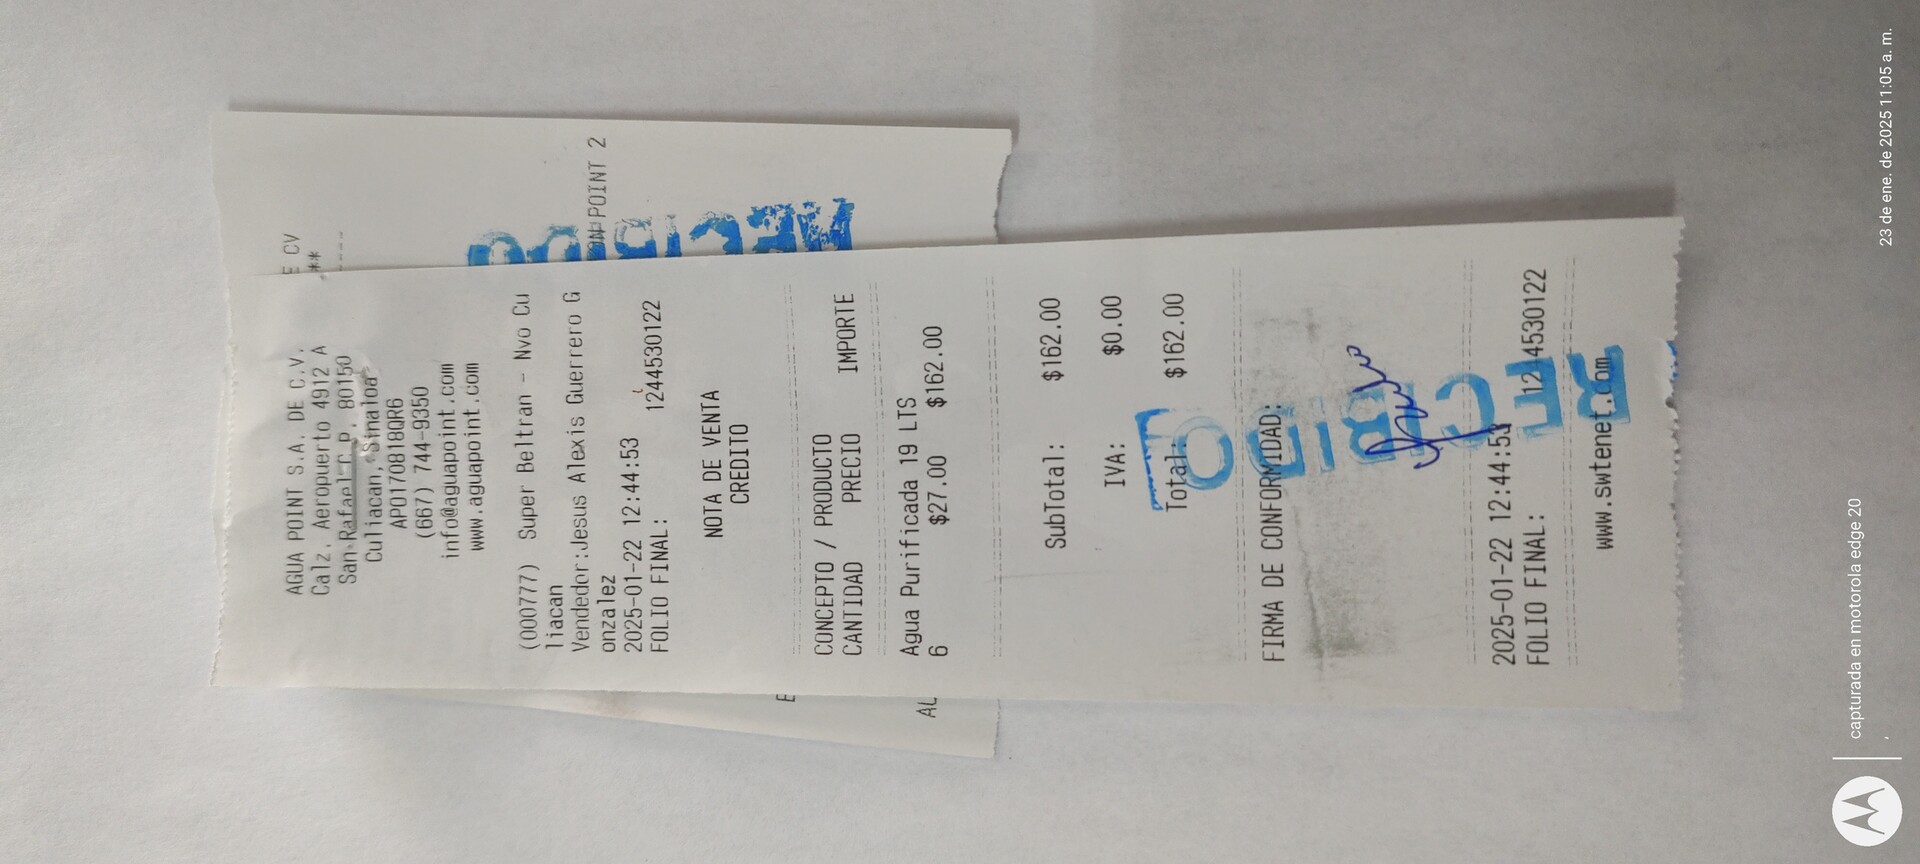 AGUA POINT S.A. DE C.V.
Calz. Aeropuerto 4912 A
San Rafael C.P. 80150
Culiacan, Sinaloa
APO170818QR6
(667) 744-9350
info@aguapoint.com
www.aguapoint.com
(000777) Super Beltran - Nvo Cu
liacan
Vendedor:Jesus Alexis Guerrero G
onzalez
2025-01-22 12:44:53
FOLIO FINAL: 1244530122
NOTA DE VENTA
CREDITO
CONCEPTO / PRODUCTO
CANTIDAD PRECIO IMPORTE
Agua Purificada 19 LTS
6 $27.00 $162.00
SubTotal: $162.00
IVA: $0.00
Total: $162.00
FIRMA DE CONFORMIDAD:
RECIBIDO
2025-01-22 12:44:53
FOLIO FINAL: 1244530122
www.swtenet.com
E CV
**
POINT 2
AL
capturada en motorola edge 20
23 de ene. de 2025 11:05 a. m.